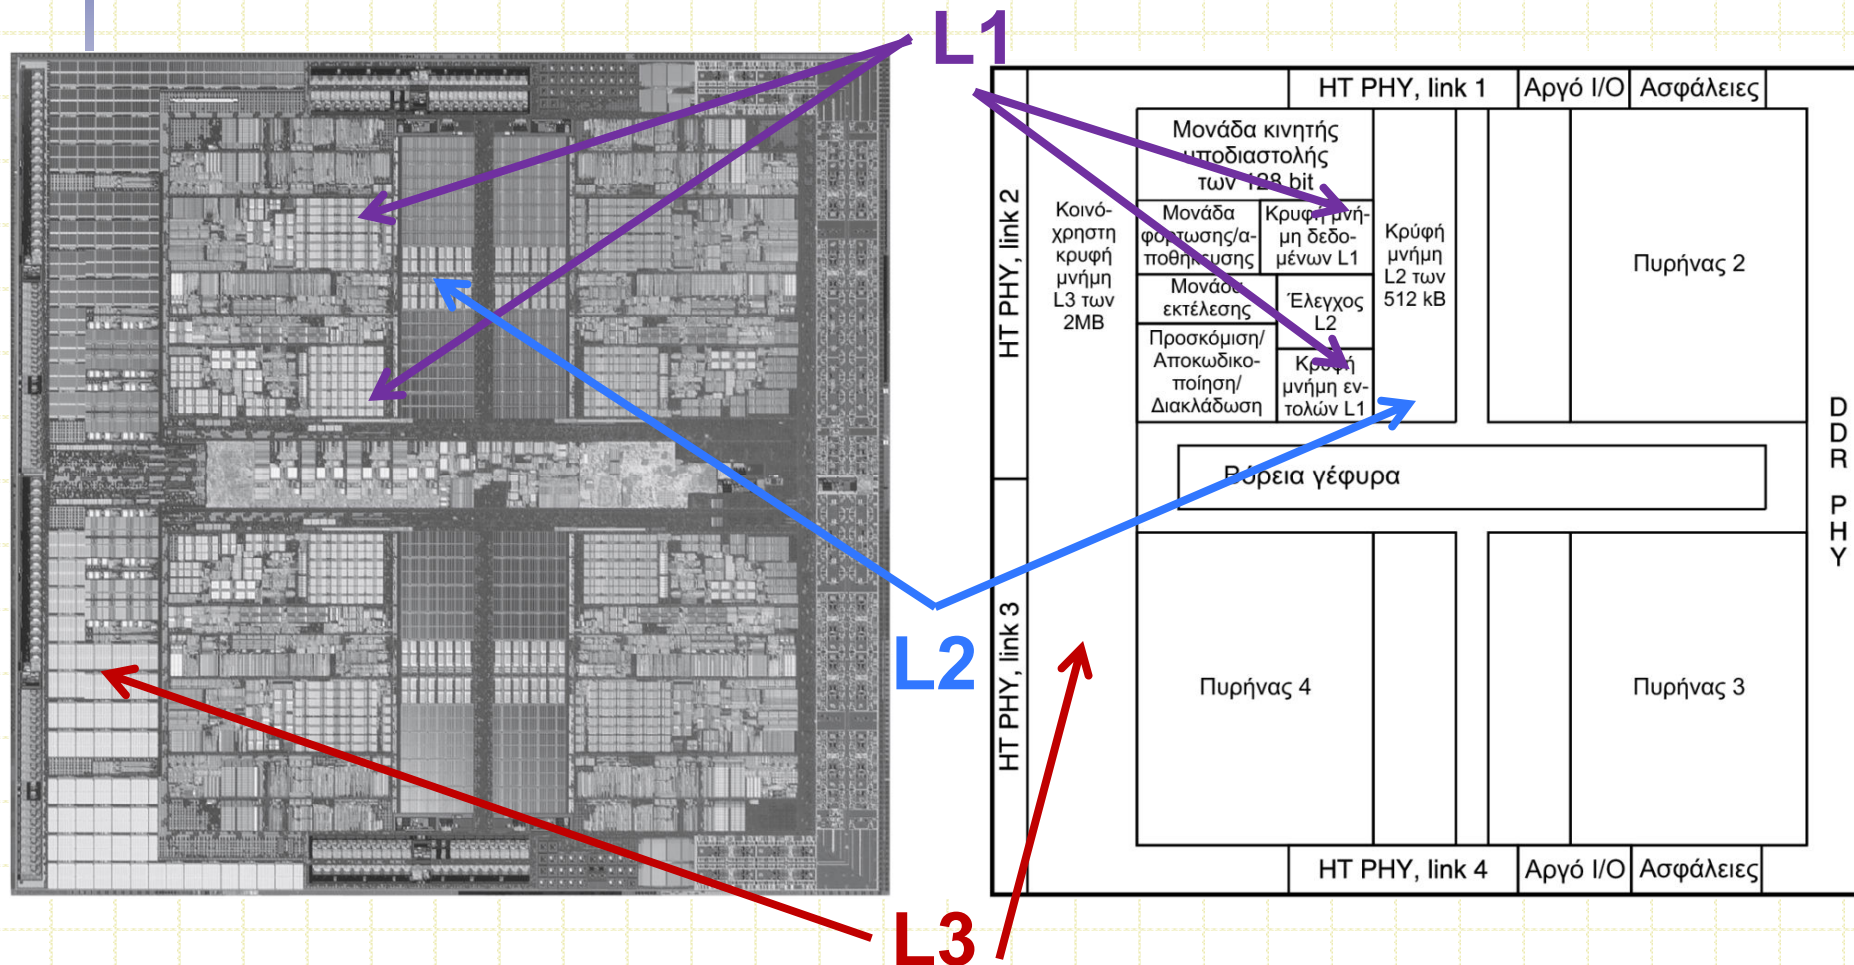 L1
HT PHY, link 1
Αργό I/O
Ασφάλειες
HT PHY, link 2
Κοινό-
χρηστη
κρυφή
μνήμη
L3 των
2MB
Μονάδα κινητής
υποδιαστολής
των 128 bit
Μονάδα
φόρτωσης/α-
ποθήκευσης
Κρυφή μνή-
μη δεδο-
μένων L1
Μονάδα
εκτέλεσης
Έλεγχος
L2
Προσκόμιση/
Αποκωδικο-
ποίηση/
Διακλάδωση
Κρυφή
μνήμη εν-
τολών L1
Κρύφή
μνήμη
L2 των
512 kB
Πυρήνας 2
DDR PHY
Βόρεια γέφυρα
L2
HT PHY, link 3
Πυρήνας 4
Πυρήνας 3
HT PHY, link 4
Αργό I/O
Ασφάλειες
L3